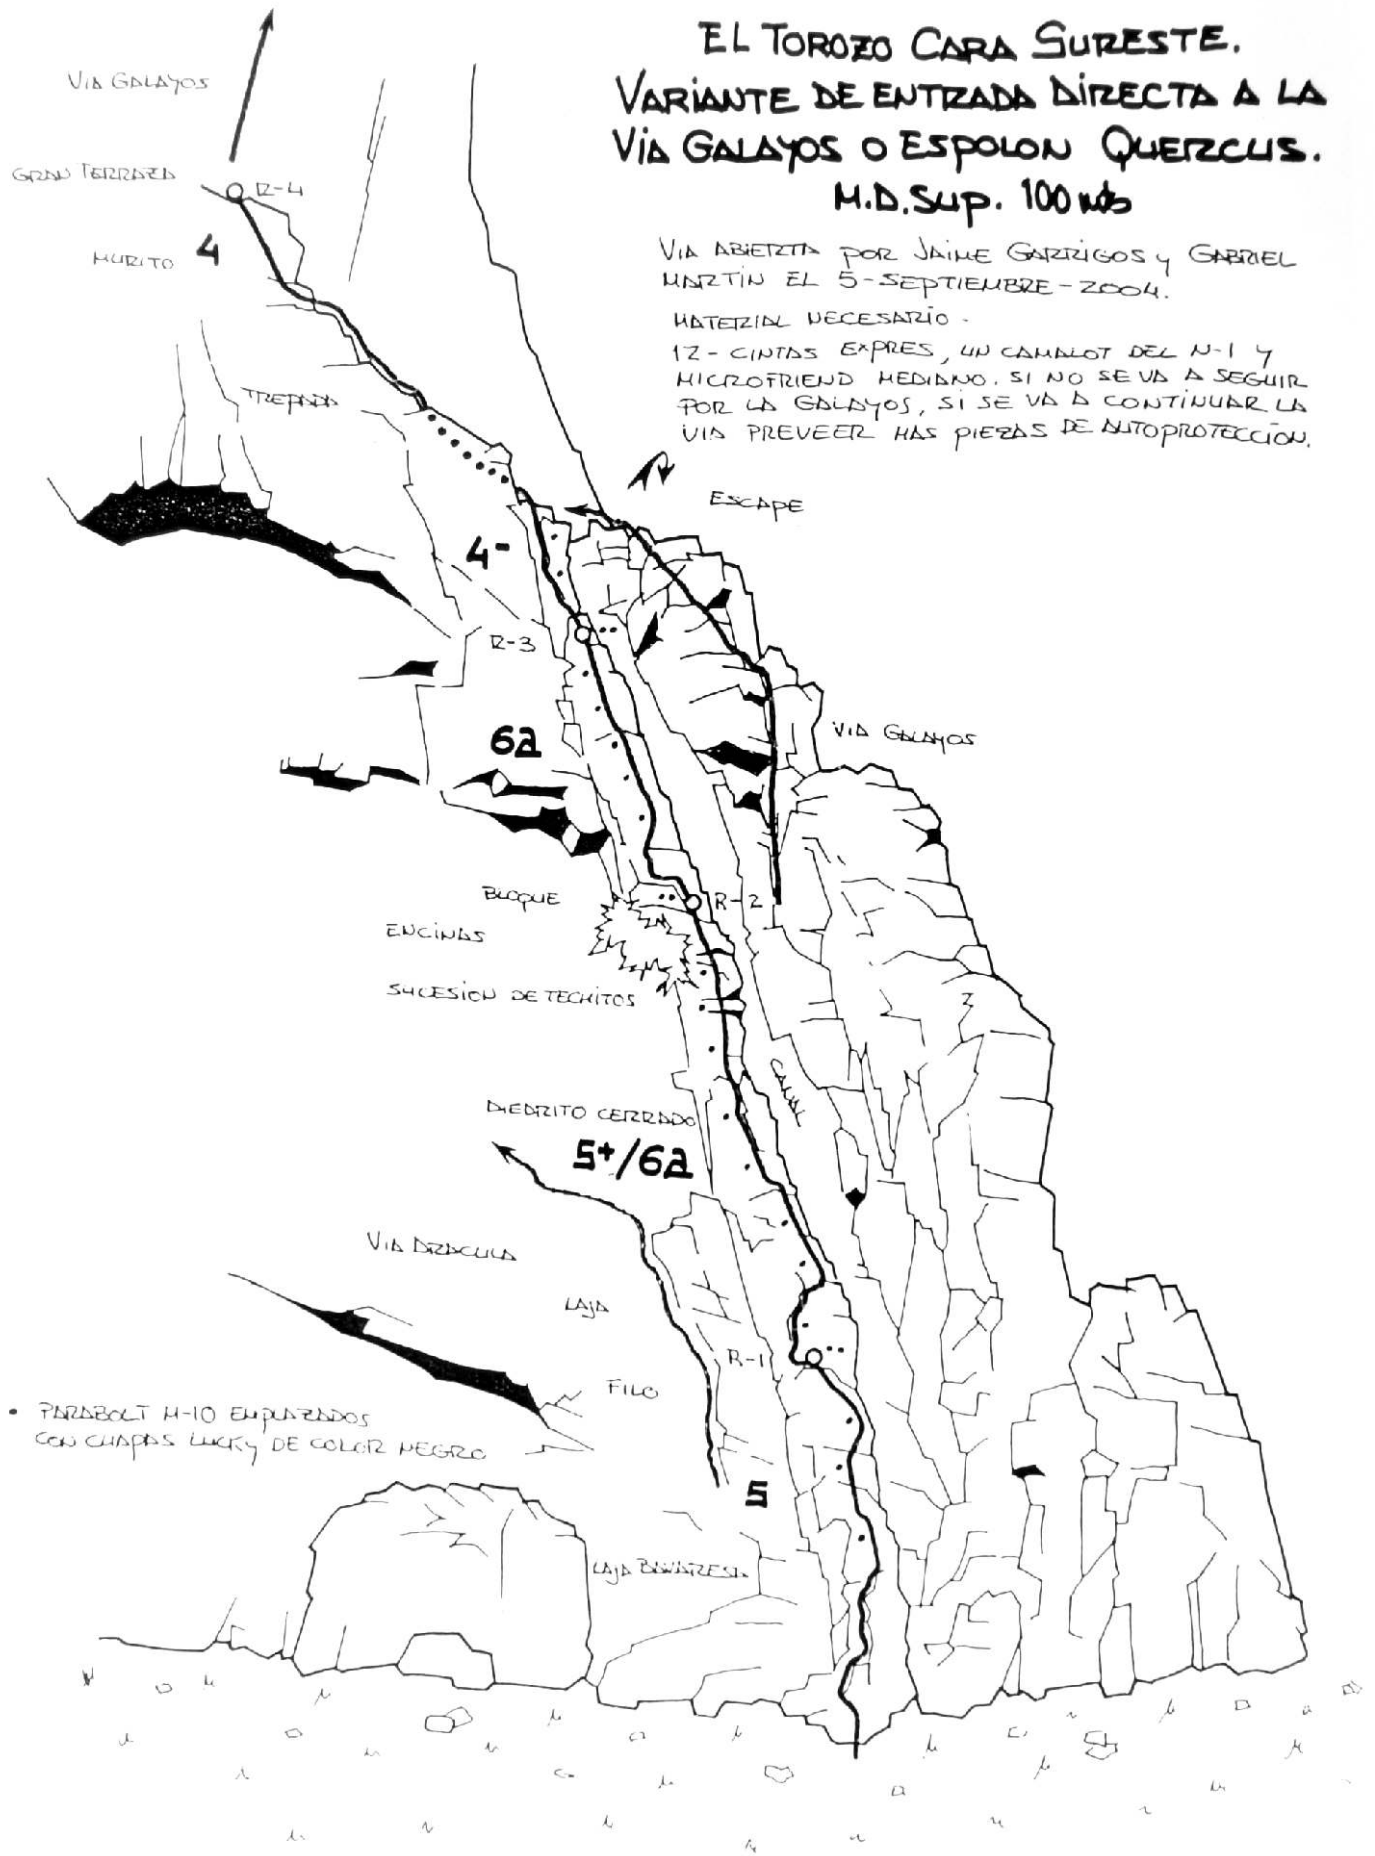 EL TOROZO CARA SURESTE.
VARIANTE DE ENTRADA DIRECTA A LA
VIA GALAYOS O ESPOLON QUERCUS.
M.D. SUP. 100 mts
VIA ABIERTA POR JAIME GARRIGOS Y GABRIEL
MARTIN EL 5-SEPTIEMBRE-2004.
MATERIAL NECESARIO -
12- CINTAS EXPRES, UN CAMALOT DEL N-1 Y
MICROFRIEND MEDIANO. SI NO SE VA A SEGUIR
POR LA GALAYOS, SI SE VA A CONTINUAR LA
VIA PREVEER MAS PIEZAS DE AUTOPROTECCION.
VIA GALAYOS
GRAN TERRAZA
R-4
MURITO 4
TREPADA
ESCAPE
4-
R-3
6a
VIA GALAYOS
BLOQUE
R-2
ENCINAS
SUCESION DE TECHITOS
CANAL
DIEDRITO CERRADO
5+/6a
VIA DRACULA
LAJA
R-1
FILO
• PARABOLT M-10 EMPLAZADOS
CON CHAPAS LUCKY DE COLOR NEGRO
5
LAJA BAVARESA